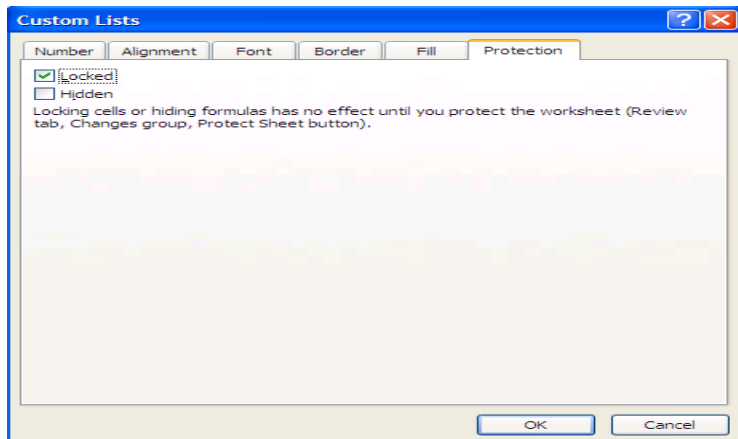 Custom Lists
Number Alignment Font Border Fill Protection
Locked
Hidden
Locking cells or hiding formulas has no effect until you protect the worksheet (Review
tab, Changes group, Protect Sheet button).
OK Cancel